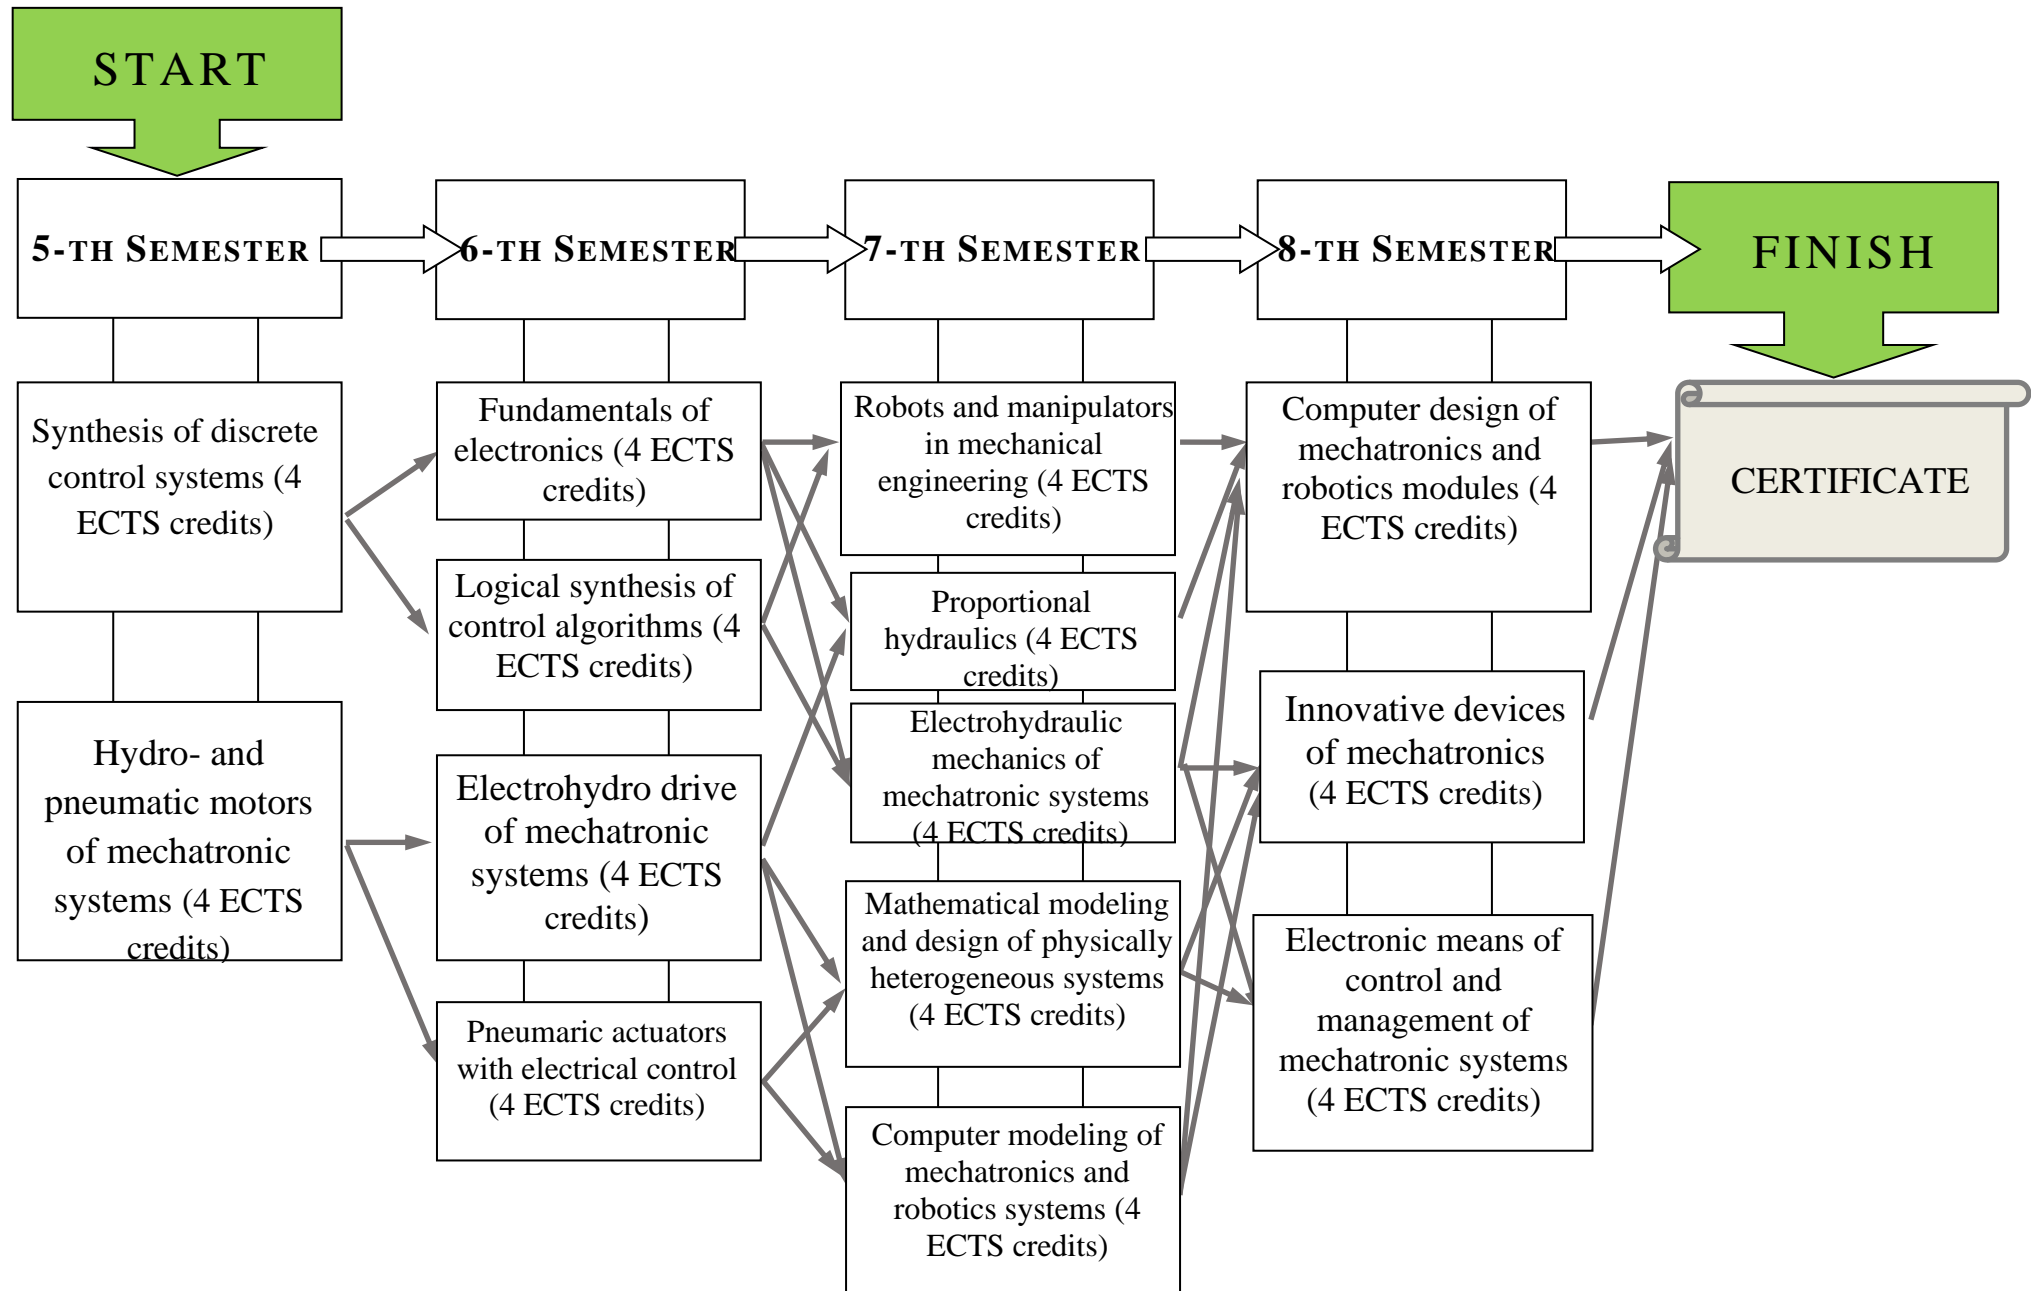 START
5-TH SEMESTER
6-TH SEMESTER
7-TH SEMESTER
8-TH SEMESTER
FINISH
Synthesis of discrete
control systems (4
ECTS credits)
Hydro- and
pneumatic motors
of mechatronic
systems (4 ECTS
credits)
Fundamentals of
electronics (4 ECTS
credits)
Logical synthesis of
control algorithms (4
ECTS credits)
Electrohydro drive
of mechatronic
systems (4 ECTS
credits)
Pneumaric actuators
with electrical control
(4 ECTS credits)
Robots and manipulators
in mechanical
engineering (4 ECTS
credits)
Proportional
hydraulics (4 ECTS
credits)
Electrohydraulic
mechanics of
mechatronic systems
(4 ECTS credits)
Mathematical modeling
and design of physically
heterogeneous systems
(4 ECTS credits)
Computer modeling of
mechatronics and
robotics systems (4
ECTS credits)
Computer design of
mechatronics and
robotics modules (4
ECTS credits)
Innovative devices
of mechatronics
(4 ECTS credits)
Electronic means of
control and
management of
mechatronic systems
(4 ECTS credits)
CERTIFICATE